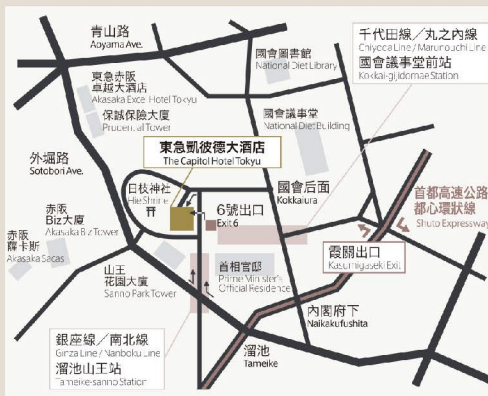 青山路
Aoyama Ave.
千代田線／丸之內線
Chiyoda Line / Marunouchi Line
國會議事堂前站
Kokkai-gijidomae Station
國會圖書館
National Diet Library
東急赤阪
卓越大酒店
Akasaka Excel Hotel Tokyu
保誠保險大廈
Prudential Tower
國會議事堂
National Diet Building
東急凱彼德大酒店
The Capitol Hotel Tokyu
外堀路
Sotobori Ave.
日枝神社
Hie Shrine
國會后面
Kokkaiura
首都高速公路
都心環狀線
Shuto Expressway
6號出口
Exit 6
赤阪
Biz大廈
Akasaka Biz Tower
赤阪
薩卡斯
Akasaka Sacas
霞關出口
Kasumigaseki Exit
山王
花園大廈
Sanno Park Tower
首相官邸
Prime Minister's
Official Residence
內閣府下
Naikakufushita
銀座線／南北線
Ginza Line / Nanboku Line
溜池山王站
Tameike-sanno Station
溜池
Tameike